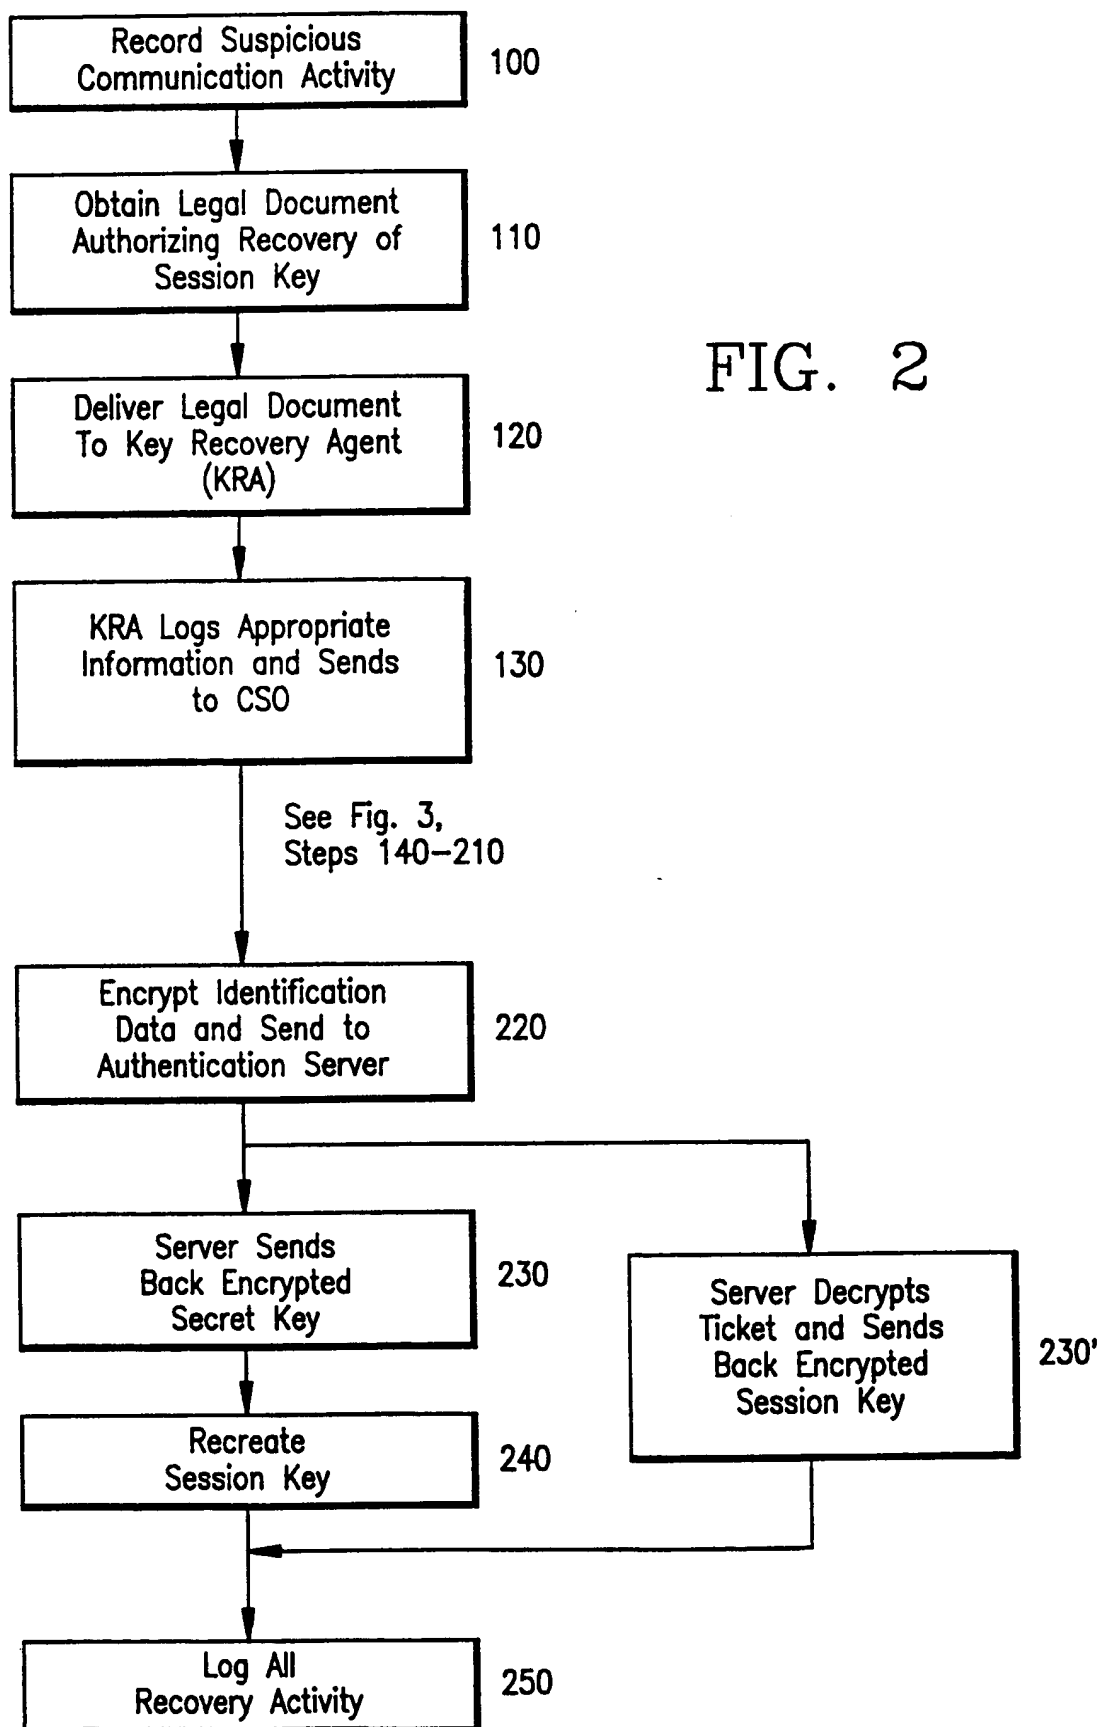 Record Suspicious
Communication Activity
100
Obtain Legal Document
Authorizing Recovery of
Session Key
110
FIG. 2
Deliver Legal Document
To Key Recovery Agent
(KRA)
120
KRA Logs Appropriate
Information and Sends
to CSO
130
See Fig. 3,
Steps 140–210
Encrypt Identification
Data and Send to
Authentication Server
220
Server Sends
Back Encrypted
Secret Key
230
Server Decrypts
Ticket and Sends
Back Encrypted
Session Key
230'
Recreate
Session Key
240
Log All
Recovery Activity
250